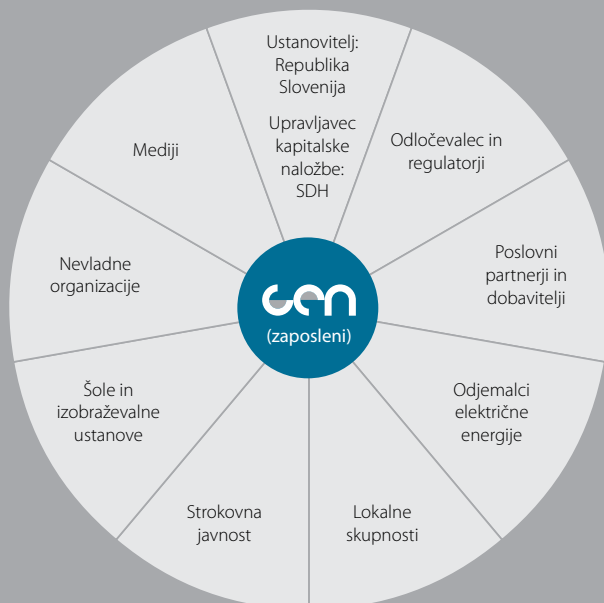 Ustanovitelj:
Republika
Slovenija
Upravljavec
kapitalske
naložbe:
SDH
Odločevalec in
regulatorji
Poslovni
partnerji in
dobavitelji
Odjemalci
električne
energije
Lokalne
skupnosti
Strokovna
javnost
Šole in
izobraževalne
ustanove
Nevladne
organizacije
Mediji
gen
(zaposleni)